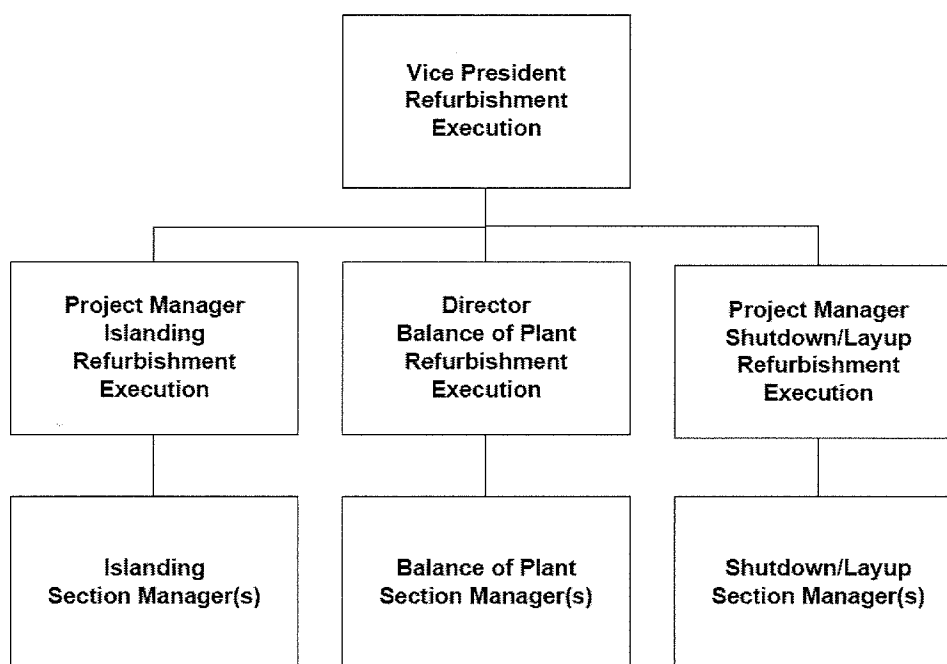 Vice President
Refurbishment
Execution
Project Manager
Islanding
Refurbishment
Execution
Director
Balance of Plant
Refurbishment
Execution
Project Manager
Shutdown/Layup
Refurbishment
Execution
Islanding
Section Manager(s)
Balance of Plant
Section Manager(s)
Shutdown/Layup
Section Manager(s)